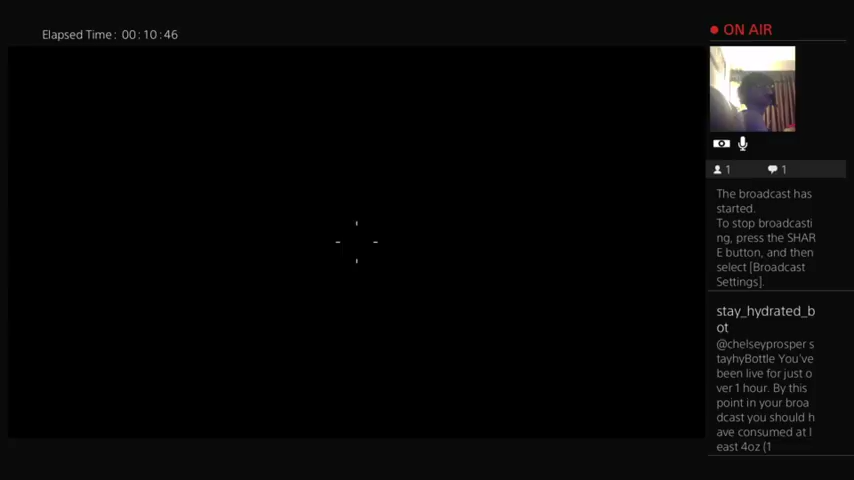 Elapsed Time: 00:10:46
ON AIR
1 1
The broadcast has
started.
To stop broadcasti
ng, press the SHAR
E button, and then
select [Broadcast
Settings].
stay_hydrated_b
ot
@chelseyprosper s
tayhyBottle You've
been live for just o
ver 1 hour. By this
point in your broa
dcast you should h
ave consumed at l
east 4oz (1